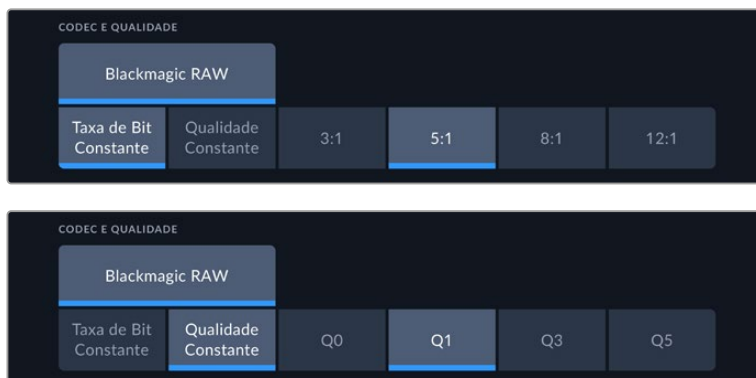 CODEC E QUALIDADE
Blackmagic RAW
Taxa de Bit Constante
Qualidade Constante
3:1
5:1
8:1
12:1
CODEC E QUALIDADE
Blackmagic RAW
Taxa de Bit Constante
Qualidade Constante
Q0
Q1
Q3
Q5